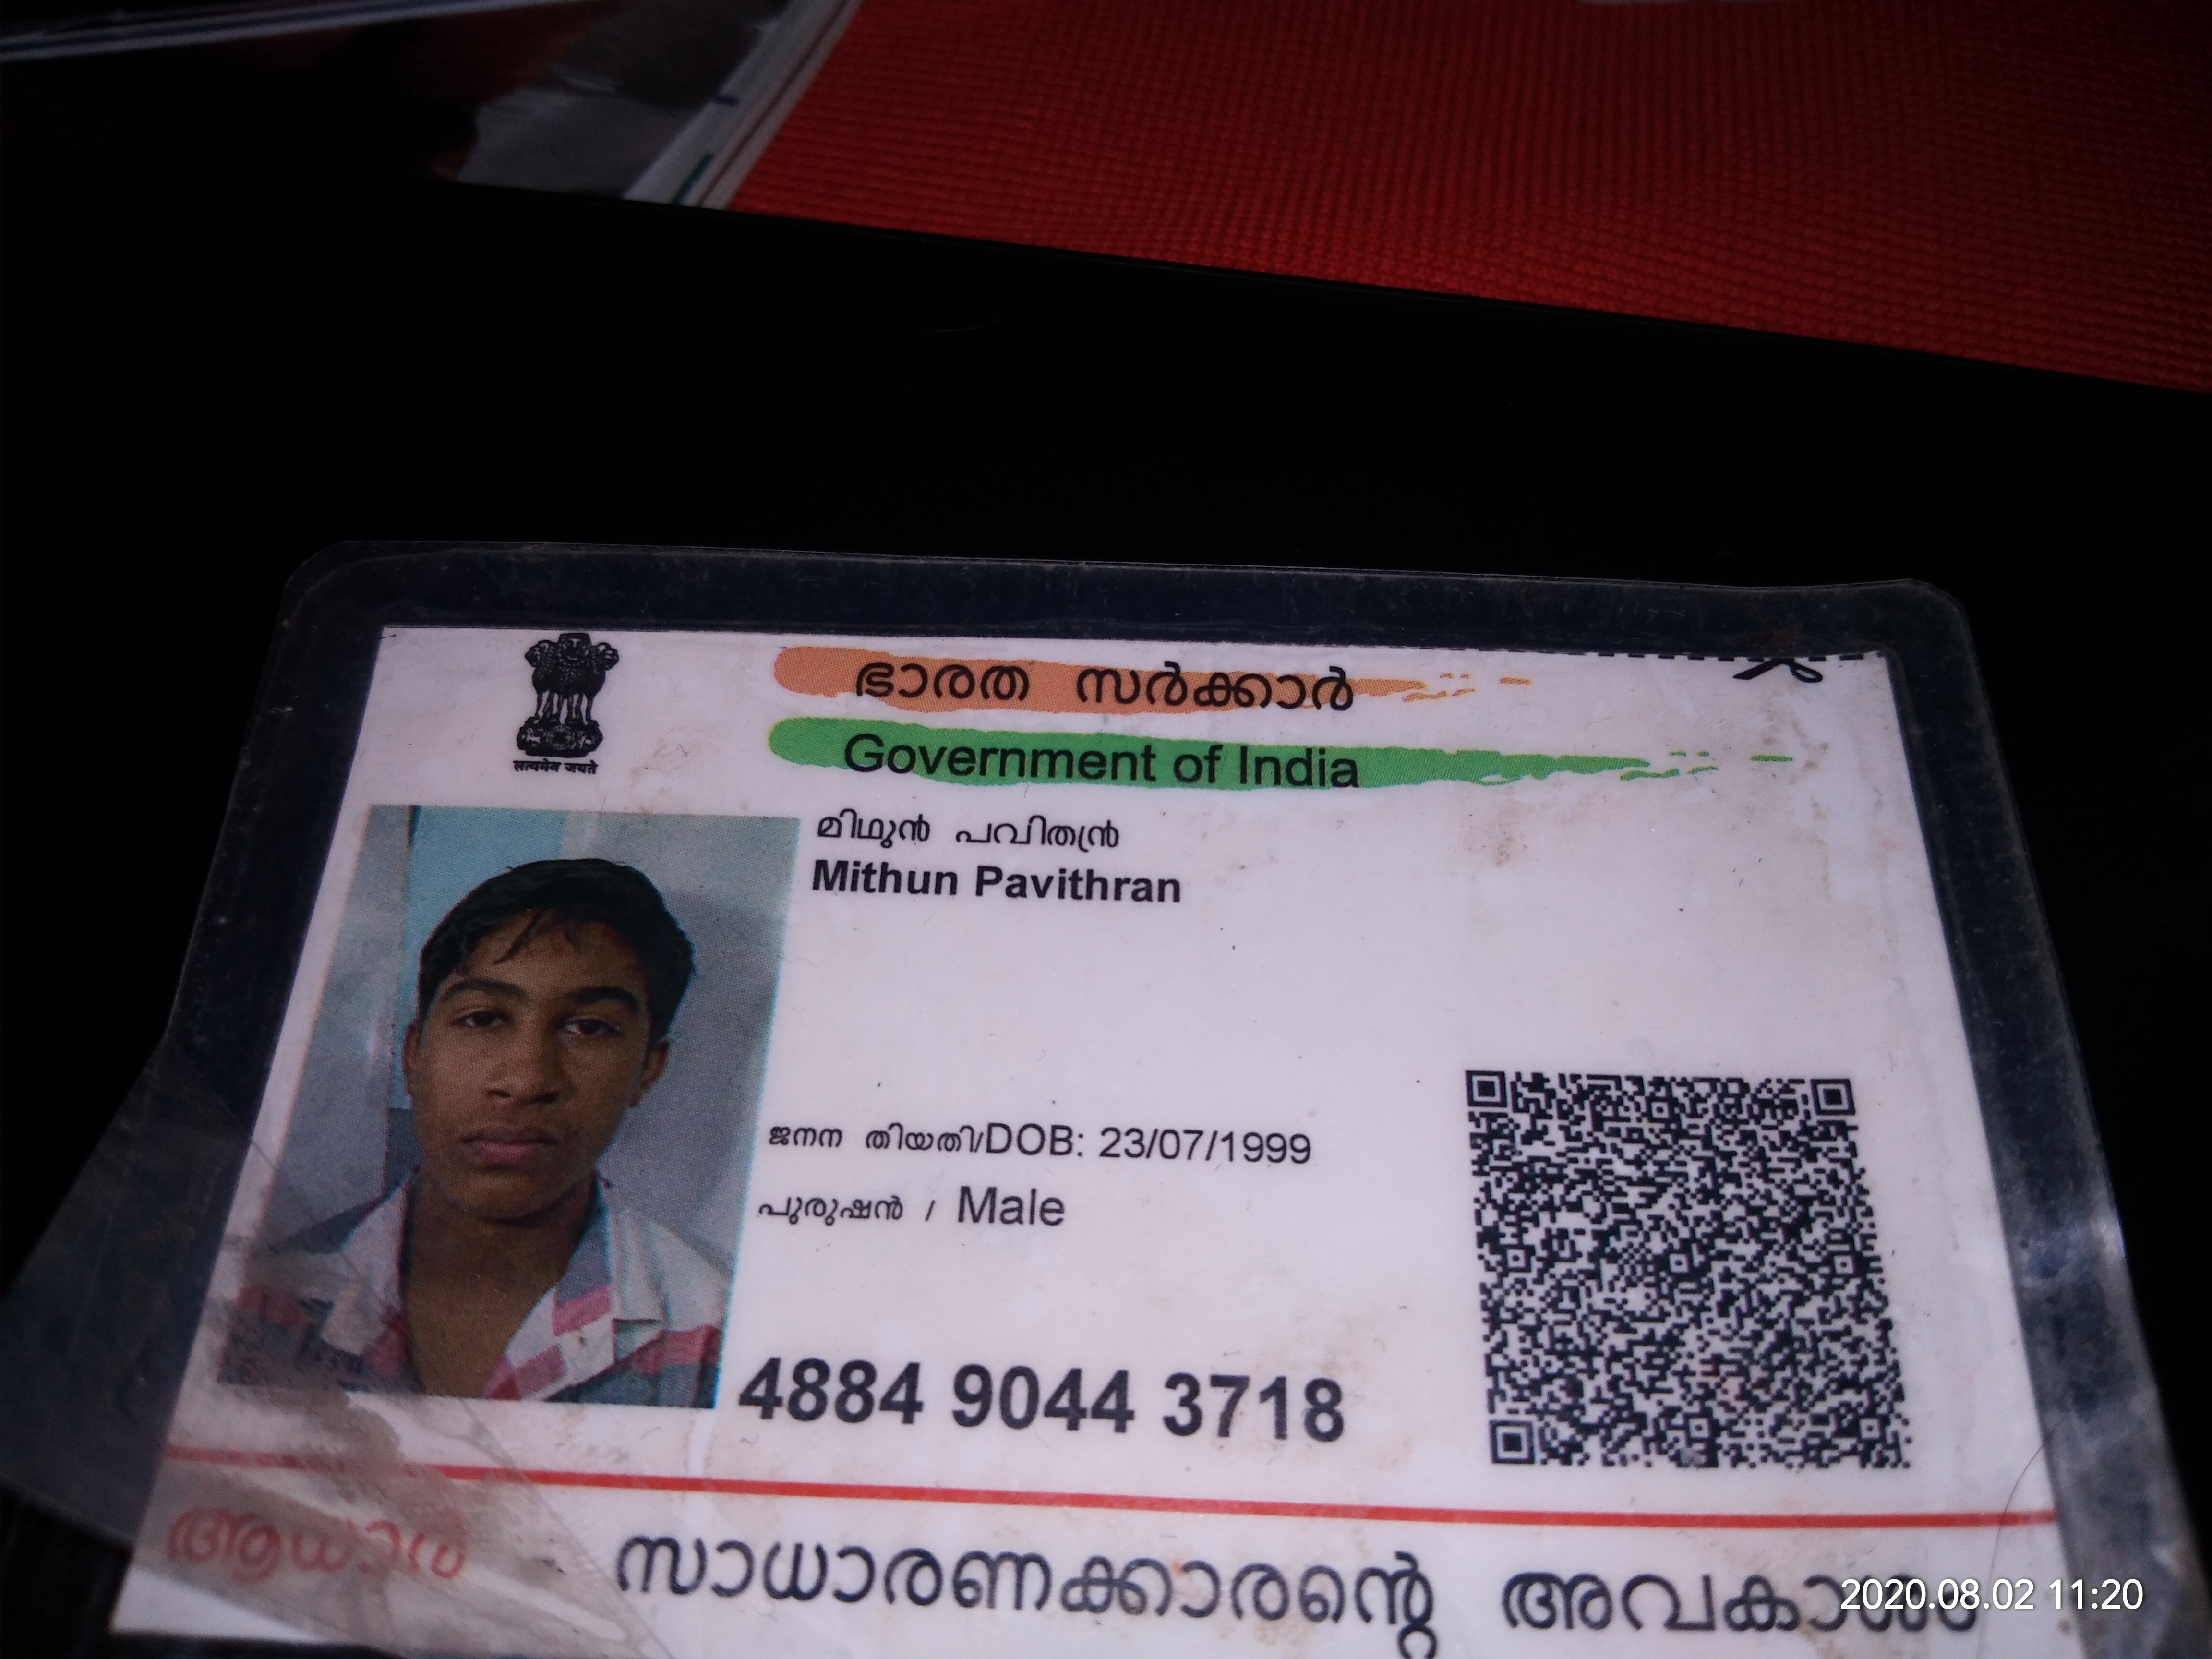 ഭാരത സർക്കാർ
Government of India
सत्यमेव जयते
മിഥുൻ പവിത്രൻ
Mithun Pavithran
ജനന തിയതി/DOB: 23/07/1999
പുരുഷൻ / Male
4884 9044 3718
ആധാർ - സാധാരണക്കാരന്റെ അവകാശം
2020.08.02 11:20